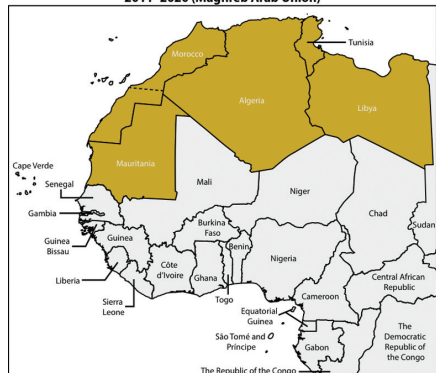 2011–2020 (Maghreb Arab Union)
Morocco
Tunisia
Algeria
Libya
Mauritania
Cape Verde
Mali
Niger
Senegal
Chad
Sudan
Gambia
Burkina
Faso
Guinea
Bissau
Guinea
Benin
Nigeria
Côte
d'Ivoire
Ghana
Liberia
Central African
Republic
Sierra
Leone
Togo
Cameroon
Equatorial
Guinea
São Tomé and
Príncipe
Gabon
The
Democratic
Republic of
the Congo
The Republic of the Congo